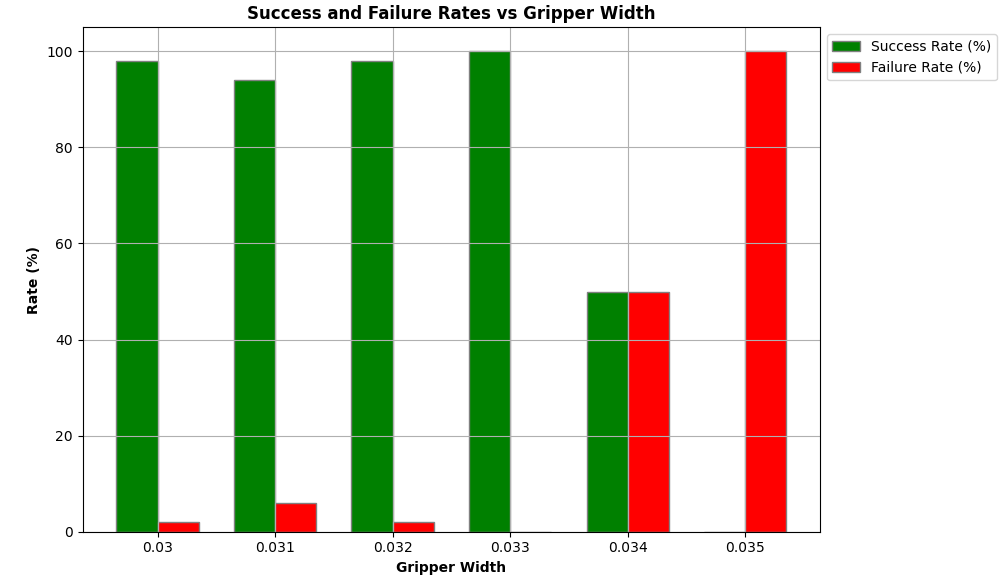 Success and Failure Rates vs Gripper Width
Success Rate (%)
Failure Rate (%)
100
80
60
40
20
0
Rate (%)
0.03 0.031 0.032 0.033 0.034 0.035
Gripper Width